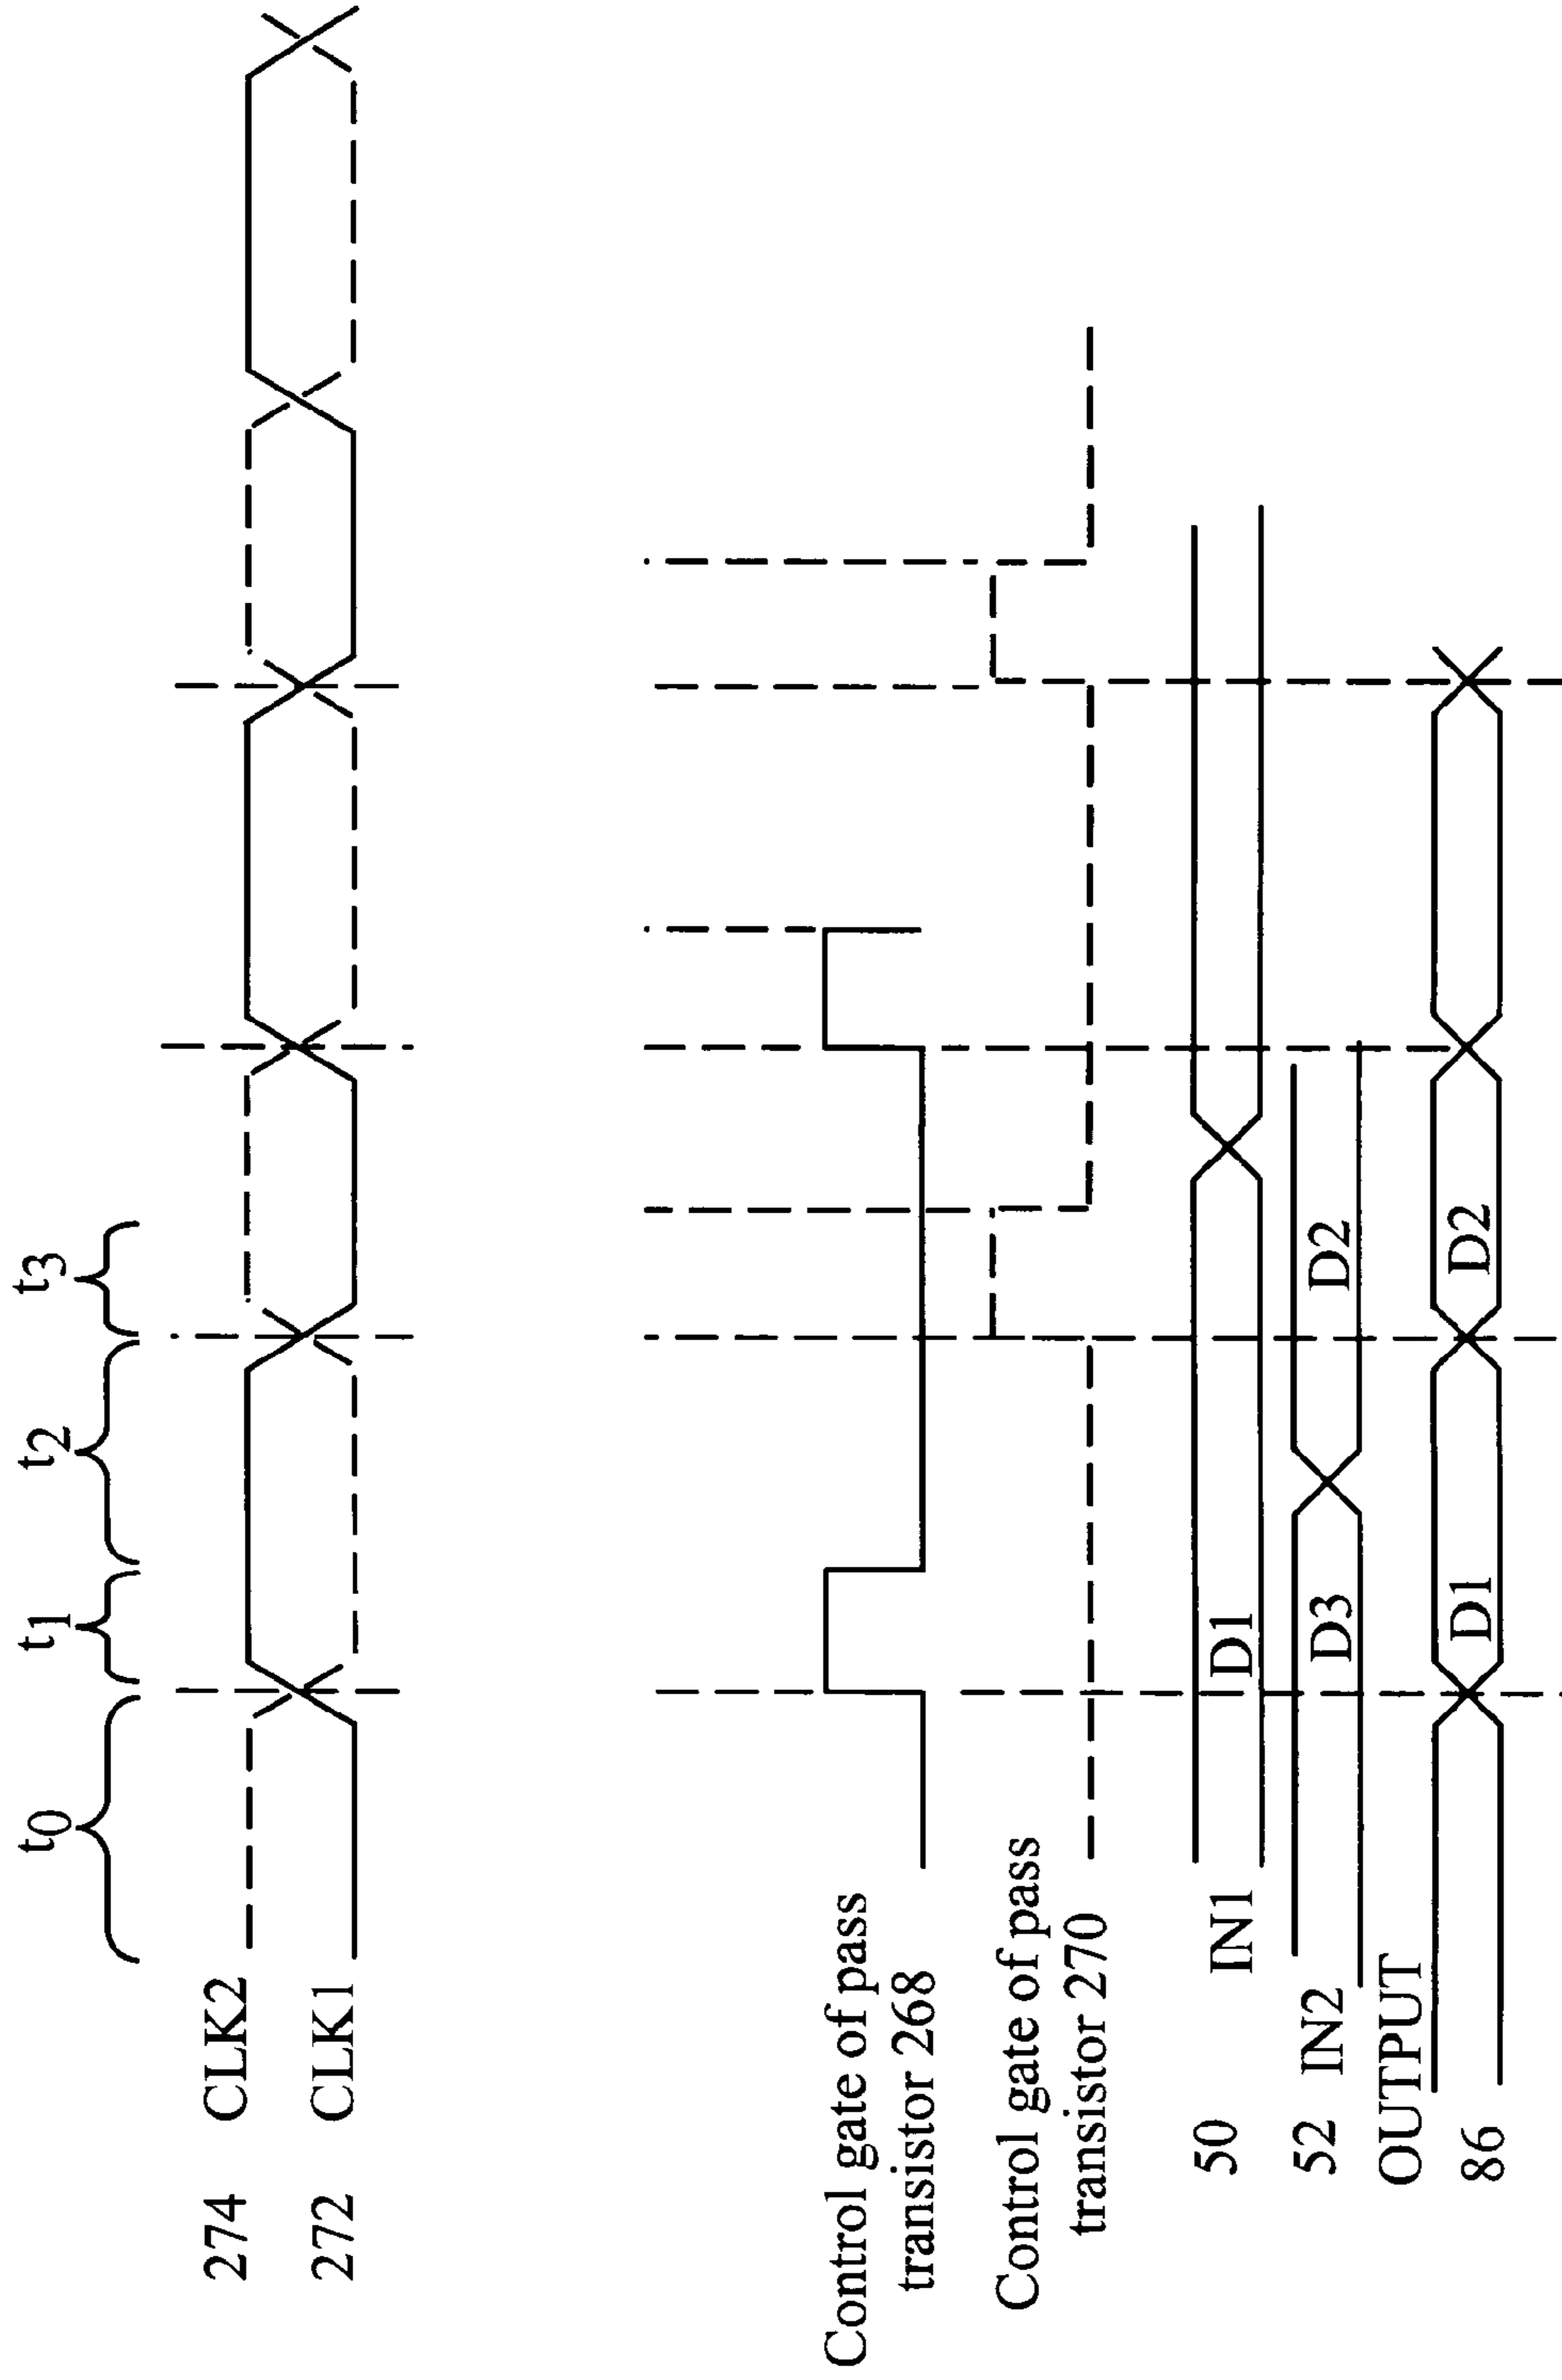 t0 t1 t2 t3
274 CLK2
272 CLK1
Control gate of pass
transistor 268
Control gate of pass
transistor 270
50 IN1 D1
52 IN2 D3 D2
OUTPUT
86 D1 D2